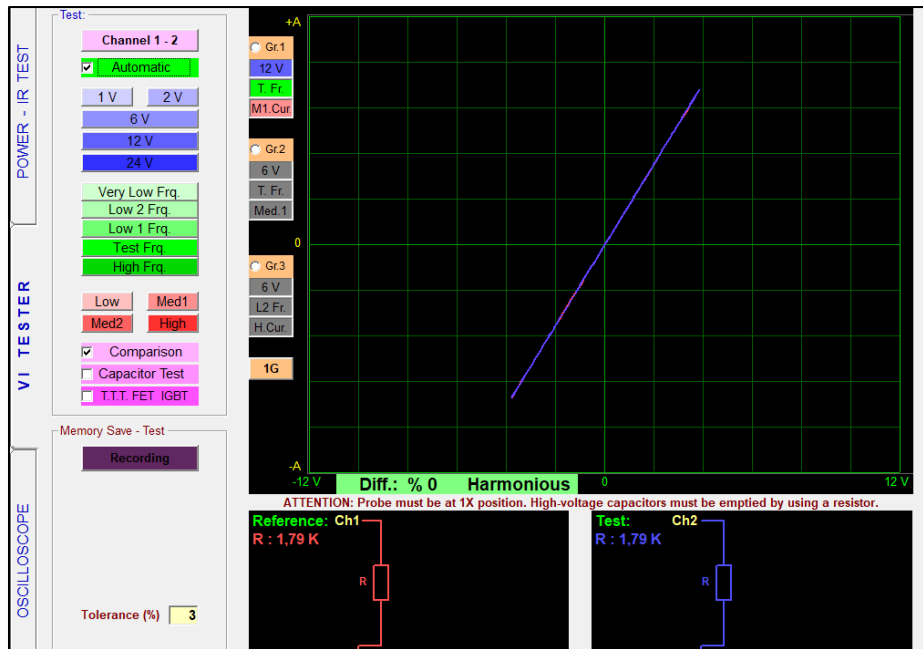 POWER - IR TEST
VI TESTER
OSCILLOSCOPE
Test:
Channel 1 - 2
Automatic
1 V 2 V
6 V
12 V
24 V
Very Low Frq.
Low 2 Frq.
Low 1 Frq.
Test Frq.
High Frq.
Low Med1
Med2 High
Comparison
Capacitor Test
T.T.T. FET IGBT
Memory Save - Test
Recording
Tolerance (%) 3
Gr.1
12 V
T. Fr.
M1.Cur.
Gr.2
6 V
T. Fr.
Med.1
Gr.3
6 V
L2 Fr.
H.Cur.
1G
+A
0
-A
-12 V 0 12 V
Diff.: % 0 Harmonious
ATTENTION: Probe must be at 1X position. High-voltage capacitors must be emptied by using a resistor.
Reference: Ch1
R : 1,79 K
R
Test: Ch2
R : 1,79 K
R